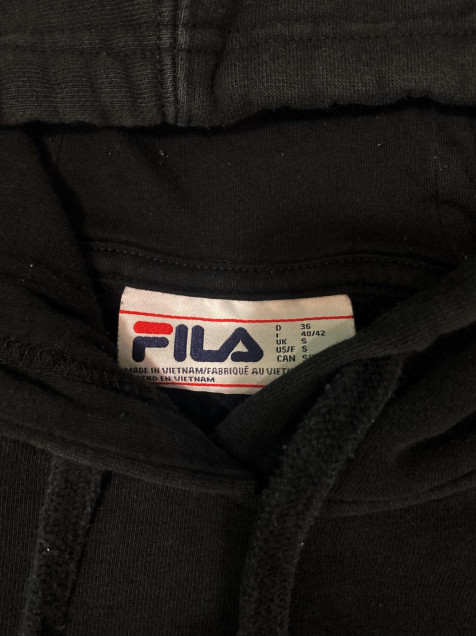 FILA
D 36
I 40/42
UK S
US/F S
CAN
MADE IN VIETNAM/FABRIQUÉ AU
EN VIETNAM